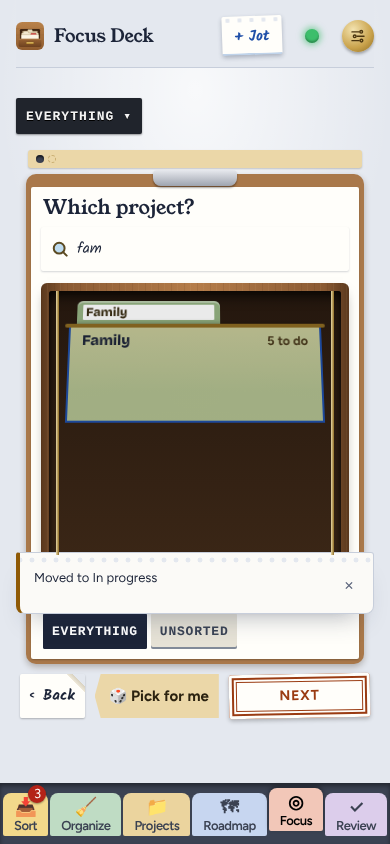 Focus Deck
+ Jot
EVERYTHING ▾
Which project?
fam
Family
Family 5 to do
Moved to In progress
×
EVERYTHING UNSORTED
‹ Back
Pick for me
NEXT
3
Sort
Organize
Projects
Roadmap
Focus
Review